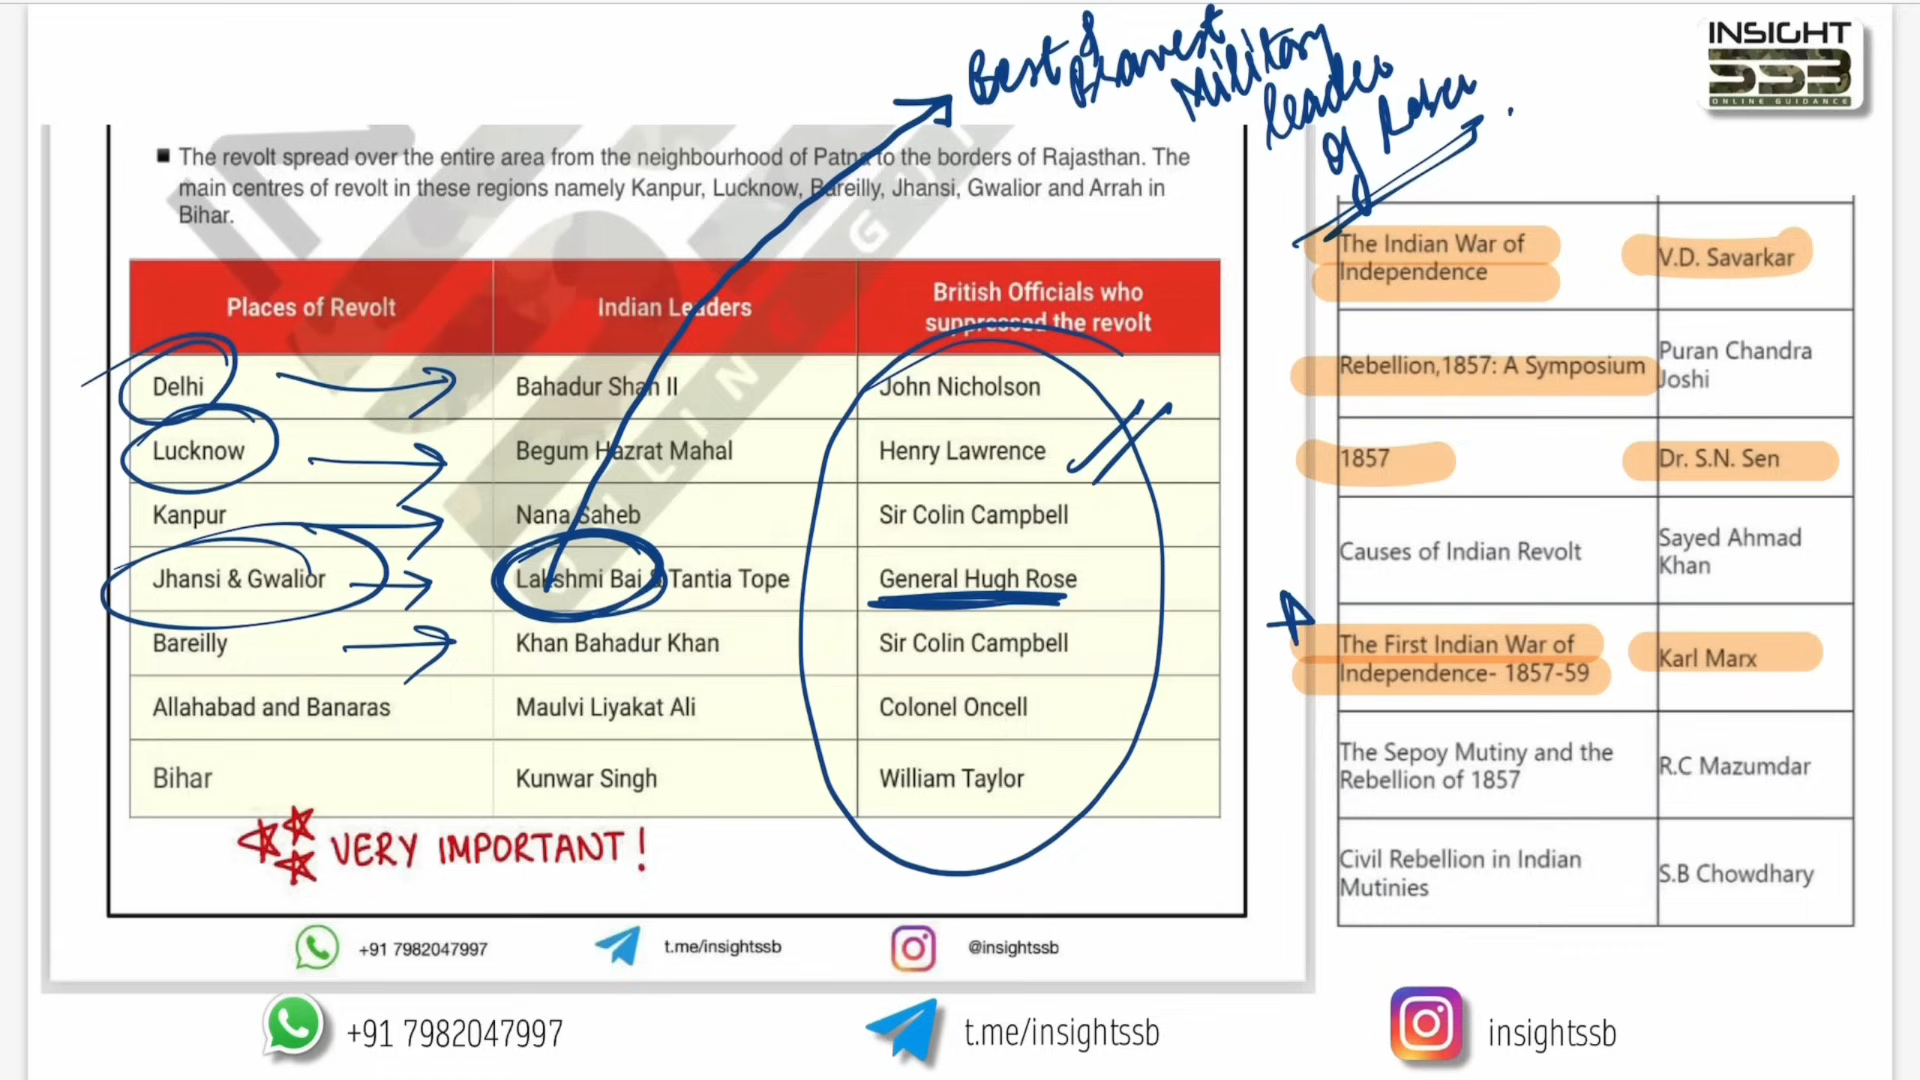 Best & Bravest
Military
leader
of
INSIGHT
SSB
ONLINE GUIDANCE
The revolt spread over the entire area from the neighbourhood of Patna to the borders of Rajasthan. The
main centres of revolt in these regions namely Kanpur, Lucknow, Bareilly, Jhansi, Gwalior and Arrah in
Bihar.
Places of Revolt Indian Leaders British Officials who
suppressed the revolt
Delhi Bahadur Shah II John Nicholson
Lucknow Begum Hazrat Mahal Henry Lawrence
Kanpur Nana Saheb Sir Colin Campbell
Jhansi & Gwalior Lakshmi Bai & Tantia Tope General Hugh Rose
Bareilly Khan Bahadur Khan Sir Colin Campbell
Allahabad and Banaras Maulvi Liyakat Ali Colonel Oncell
Bihar Kunwar Singh William Taylor
VERY IMPORTANT!
+91 7982047997 t.me/insightssb @insightssb
The Indian War of
Independence
V.D. Savarkar
Rebellion,1857: A Symposium
Puran Chandra
Joshi
1857 Dr. S.N. Sen
Causes of Indian Revolt
Sayed Ahmad
Khan
The First Indian War of
Independence- 1857-59
Karl Marx
The Sepoy Mutiny and the
Rebellion of 1857
R.C Mazumdar
Civil Rebellion in Indian
Mutinies
S.B Chowdhary
+91 7982047997 t.me/insightssb insightssb